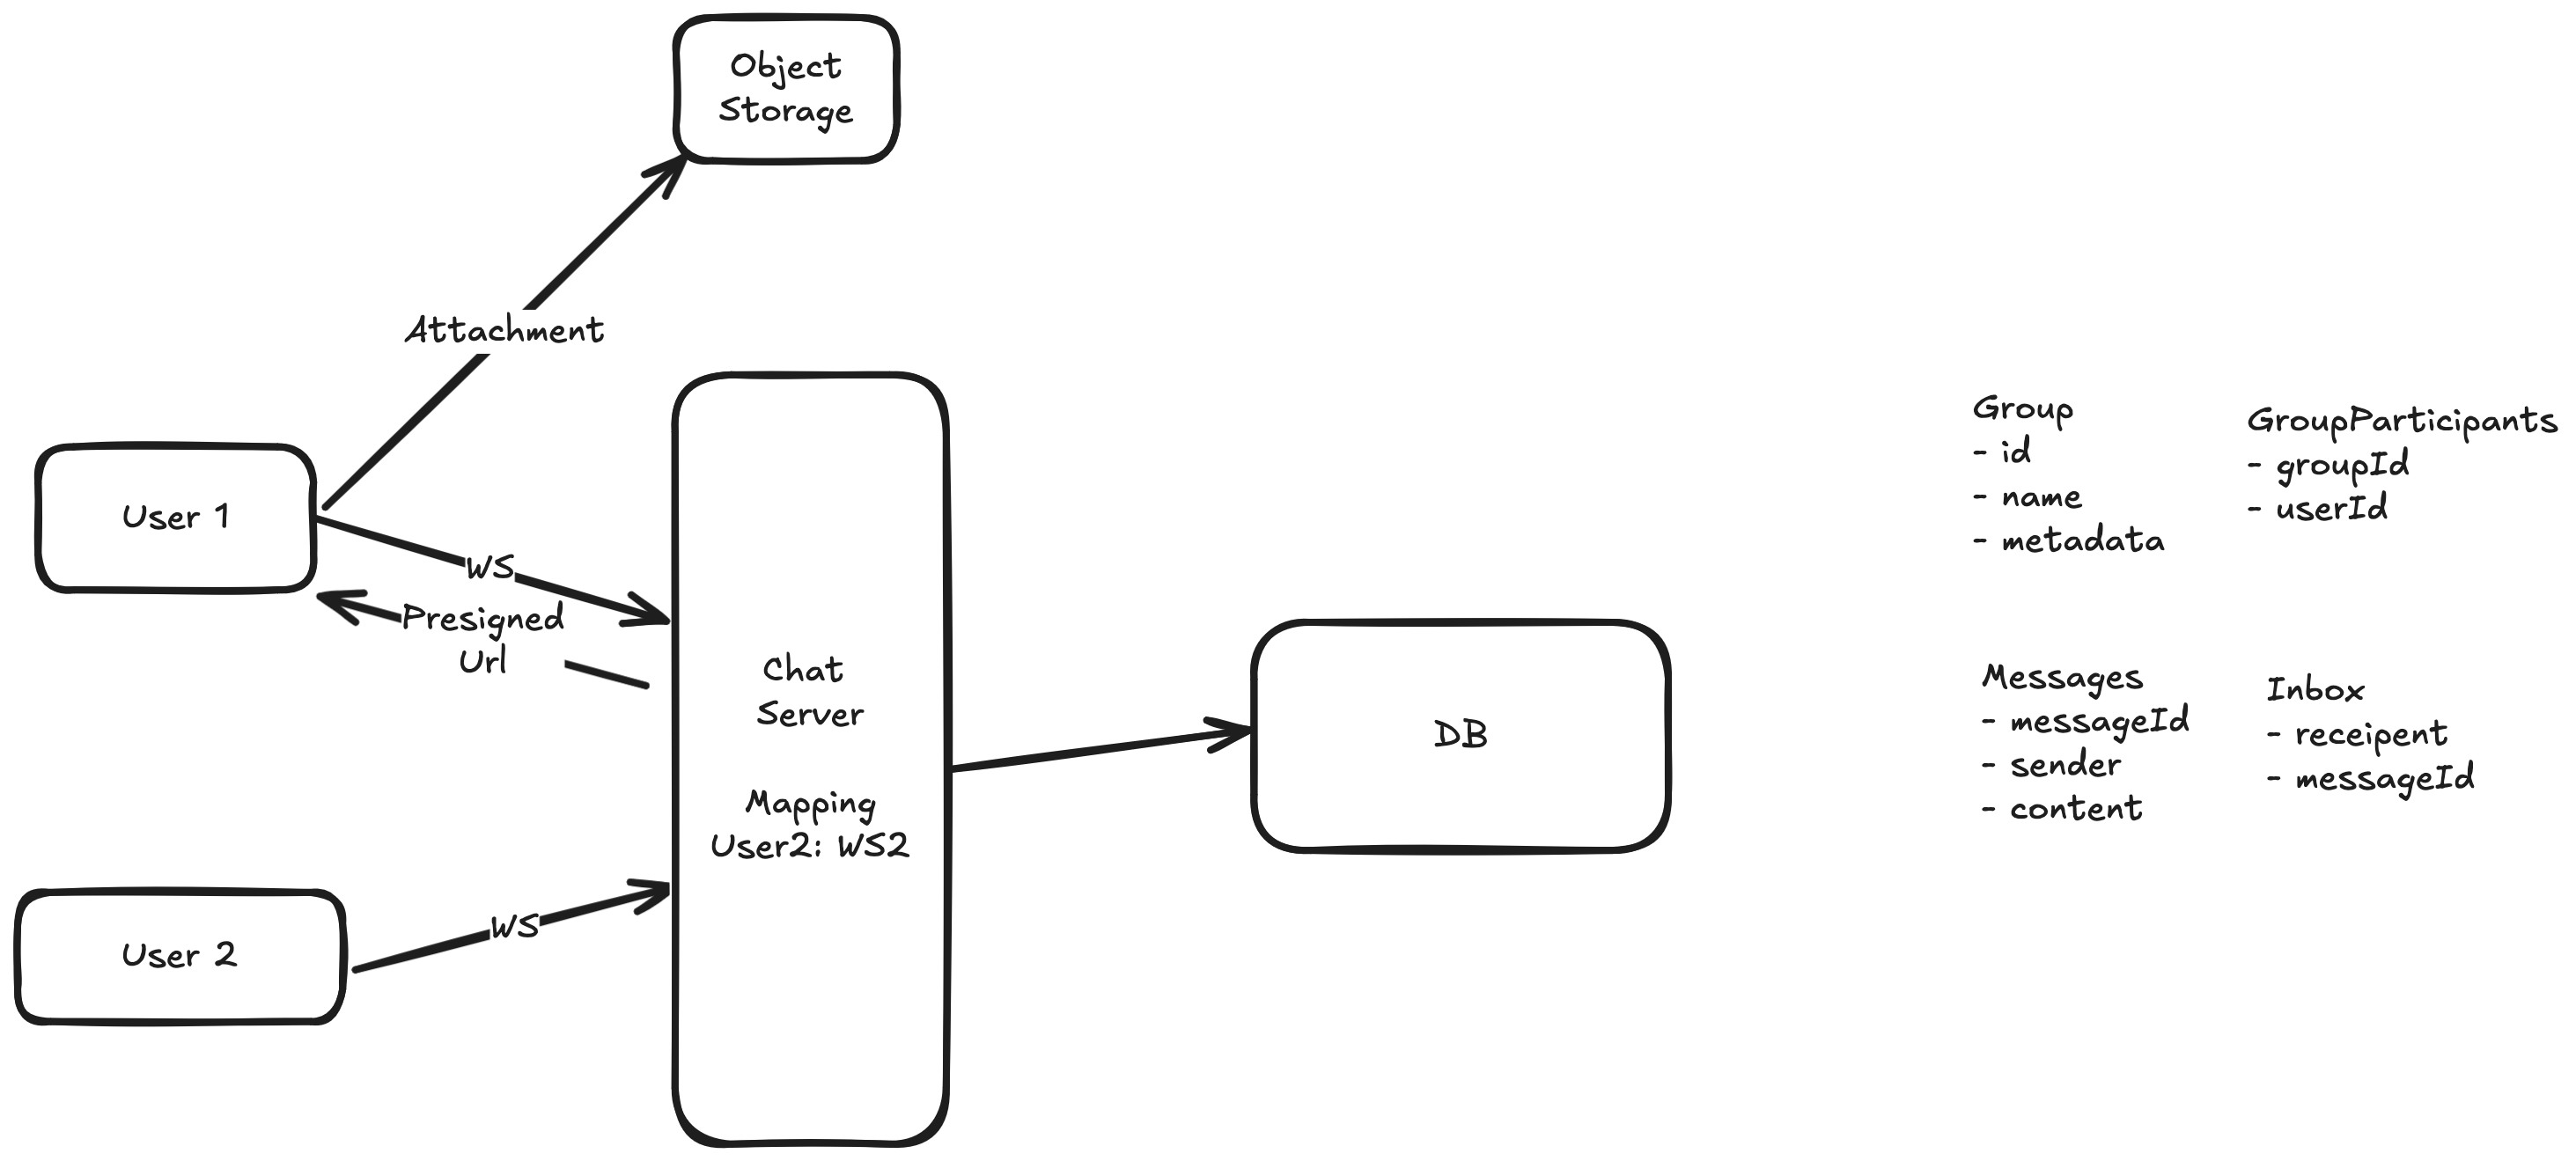 Object
Storage
Attachment
User 1
WS
Presigned
Url
Chat
Server
Mapping
User2: WS2
User 2
WS
DB
Group
- id
- name
- metadata
GroupParticipants
- groupId
- userId
Messages
- messageId
- sender
- content
Inbox
- receipent
- messageId